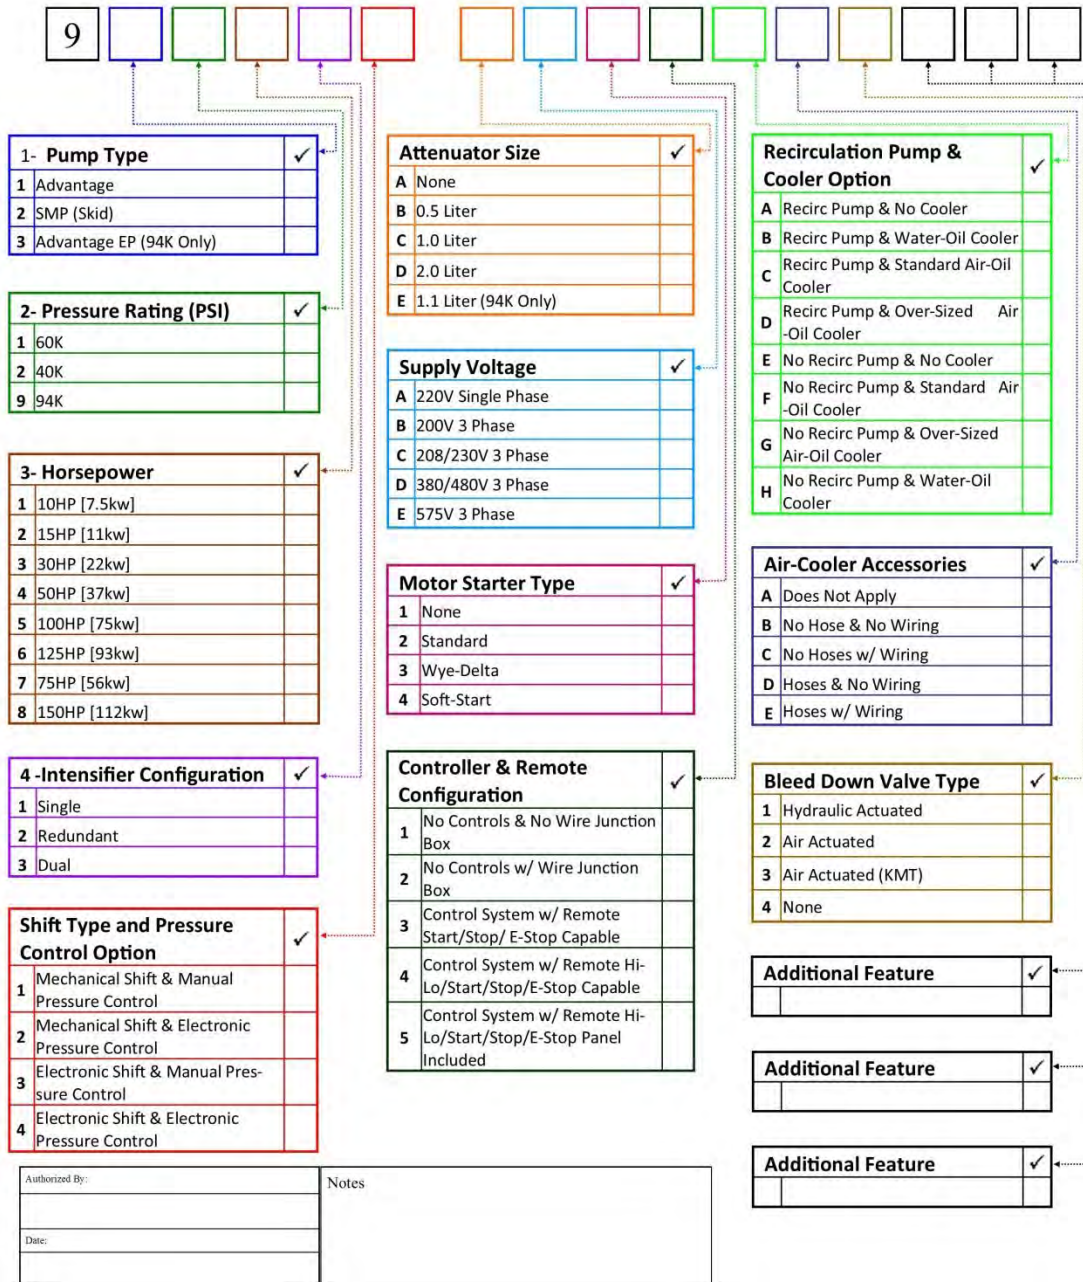 9
1- Pump Type ✓
1 Advantage
2 SMP (Skid)
3 Advantage EP (94K Only)
2- Pressure Rating (PSI) ✓
1 60K
2 40K
9 94K
3- Horsepower ✓
1 10HP [7.5kw]
2 15HP [11kw]
3 30HP [22kw]
4 50HP [37kw]
5 100HP [75kw]
6 125HP [93kw]
7 75HP [56kw]
8 150HP [112kw]
4 -Intensifier Configuration ✓
1 Single
2 Redundant
3 Dual
Shift Type and Pressure
Control Option ✓
1 Mechanical Shift & Manual
Pressure Control
2 Mechanical Shift & Electronic
Pressure Control
3 Electronic Shift & Manual Pres-
sure Control
4 Electronic Shift & Electronic
Pressure Control
Attenuator Size ✓
A None
B 0.5 Liter
C 1.0 Liter
D 2.0 Liter
E 1.1 Liter (94K Only)
Supply Voltage ✓
A 220V Single Phase
B 200V 3 Phase
C 208/230V 3 Phase
D 380/480V 3 Phase
E 575V 3 Phase
Motor Starter Type ✓
1 None
2 Standard
3 Wye-Delta
4 Soft-Start
Controller & Remote
Configuration ✓
1 No Controls & No Wire Junction
Box
2 No Controls w/ Wire Junction
Box
3 Control System w/ Remote
Start/Stop/ E-Stop Capable
4 Control System w/ Remote Hi-
Lo/Start/Stop/E-Stop Capable
5 Control System w/ Remote Hi-
Lo/Start/Stop/E-Stop Panel
Included
Recirculation Pump &
Cooler Option ✓
A Recirc Pump & No Cooler
B Recirc Pump & Water-Oil Cooler
C Recirc Pump & Standard Air-Oil
Cooler
D Recirc Pump & Over-Sized Air
-Oil Cooler
E No Recirc Pump & No Cooler
F No Recirc Pump & Standard Air
-Oil Cooler
G No Recirc Pump & Over-Sized
Air-Oil Cooler
H No Recirc Pump & Water-Oil
Cooler
Air-Cooler Accessories ✓
A Does Not Apply
B No Hose & No Wiring
C No Hoses w/ Wiring
D Hoses & No Wiring
E Hoses w/ Wiring
Bleed Down Valve Type ✓
1 Hydraulic Actuated
2 Air Actuated
3 Air Actuated (KMT)
4 None
Additional Feature ✓
Additional Feature ✓
Additional Feature ✓
Authorized By:
Date:
Notes